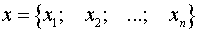 x = {x₁; x₂; ...; xₙ}